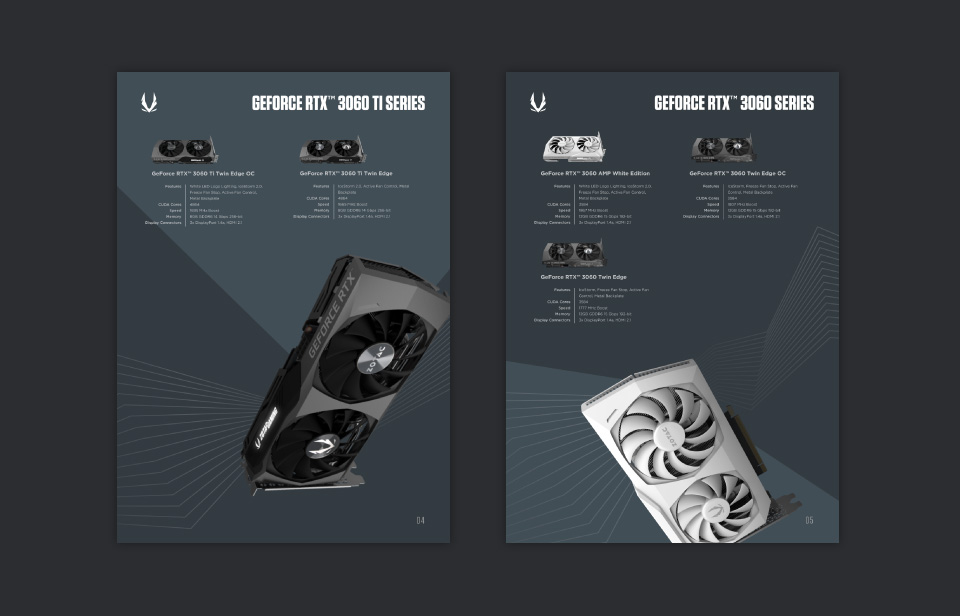 GEFORCE RTX™ 3060 TI SERIES
GeForce RTX™ 3060 Ti Twin Edge OC
Features
White LED Logo Lighting, IceStorm 2.0,
Freeze Fan Stop, Active Fan Control,
Metal Backplate
CUDA Cores 4864
Speed MHz Boost
Memory 8GB GDDR6 14 Gbps 256-bit
Display Connectors 3x DisplayPort 1.4a, HDMI 2.1
GeForce RTX™ 3060 Ti Twin Edge
Features
IceStorm 2.0, Active Fan Control, Metal
Backplate
CUDA Cores 4864
Speed MHz Boost
Memory 8GB GDDR6 14 Gbps 256-bit
Display Connectors 3x DisplayPort 1.4a, HDMI 2.1
GEFORCE RTX
ZOTAC
04
GEFORCE RTX™ 3060 SERIES
GeForce RTX™ 3060 AMP White Edition
Features
White LED Logo Lighting, IceStorm 2.0,
Freeze Fan Stop, Active Fan Control,
Metal Backplate
CUDA Cores 3584
Speed MHz Boost
Memory 12GB GDDR6 15 Gbps 192-bit
Display Connectors 3x DisplayPort 1.4a, HDMI 2.1
GeForce RTX™ 3060 Twin Edge OC
Features
IceStorm, Freeze Fan Stop, Active Fan
Control, Metal Backplate
CUDA Cores 3584
Speed 1807 MHz Boost
Memory 12GB GDDR6 15 Gbps 192-bit
Display Connectors 3x DisplayPort 1.4a, HDMI 2.1
GeForce RTX™ 3060 Twin Edge
Features
IceStorm, Freeze Fan Stop, Active Fan
Control, Metal Backplate
CUDA Cores 3584
Speed 1777 MHz Boost
Memory 12GB GDDR6 15 Gbps 192-bit
Display Connectors 3x DisplayPort 1.4a, HDMI 2.1
ZOTAC
05